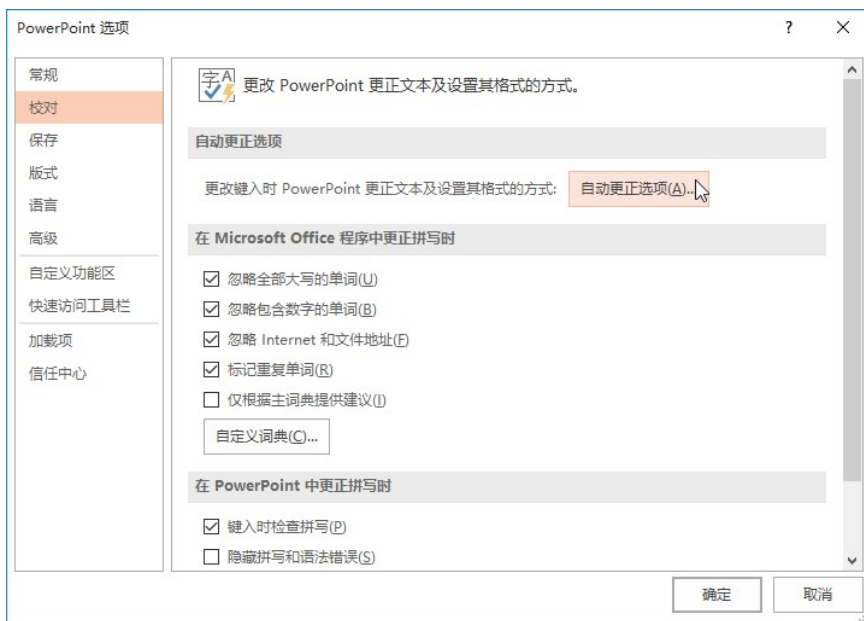 PowerPoint 选项
?
常规
校对
保存
版式
语言
高级
自定义功能区
快速访问工具栏
加载项
信任中心
字A
更改 PowerPoint 更正文本及设置其格式的方式。
自动更正选项
更改键入时 PowerPoint 更正文本及设置其格式的方式: 自动更正选项(A)...
在 Microsoft Office 程序中更正拼写时
忽略全部大写的单词(U)
忽略包含数字的单词(B)
忽略 Internet 和文件地址(F)
标记重复单词(R)
仅根据主词典提供建议(I)
自定义词典(C)...
在 PowerPoint 中更正拼写时
键入时检查拼写(P)
隐藏拼写和语法错误(S)
确定 取消